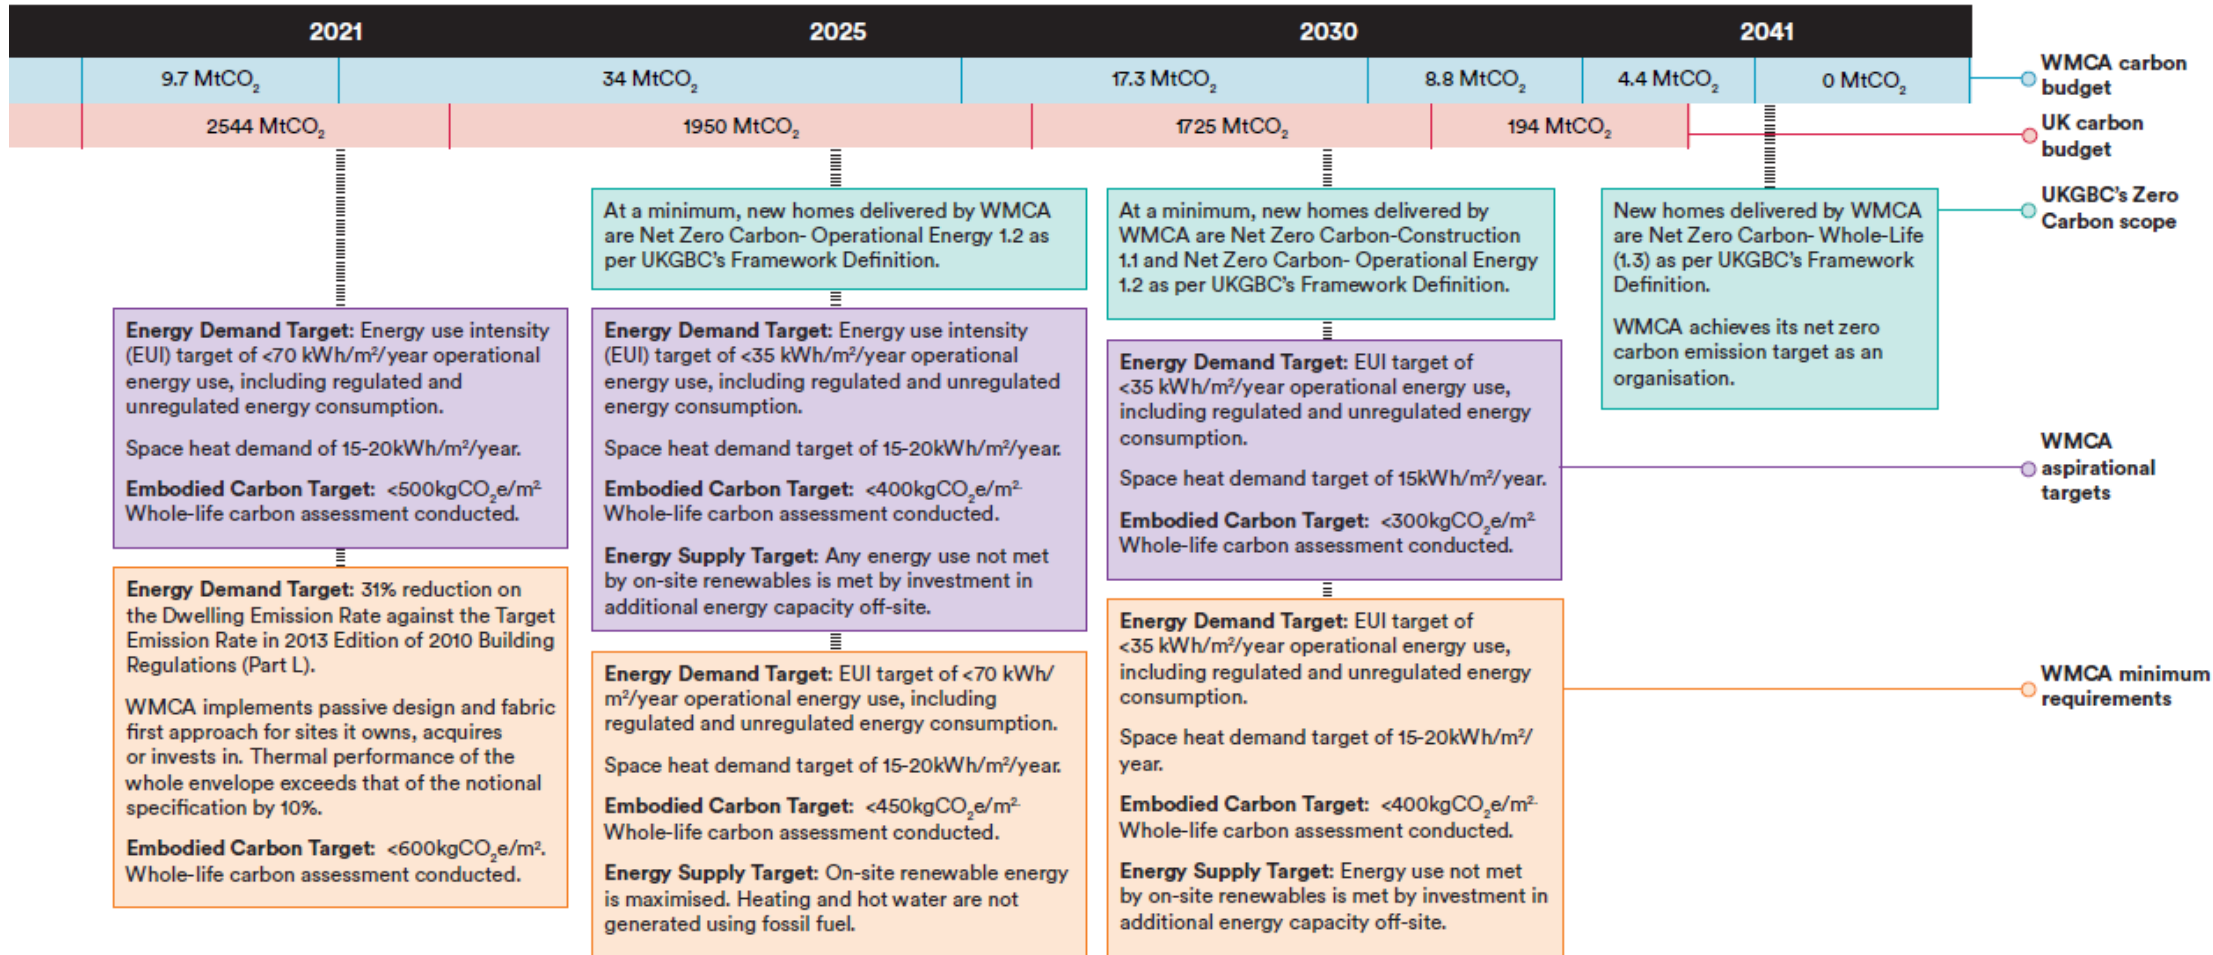 2021
2025
2030
2041
9.7 MtCO₂
34 MtCO₂
17.3 MtCO₂
8.8 MtCO₂
4.4 MtCO₂
0 MtCO₂
WMCA carbon
budget
2544 MtCO₂
1950 MtCO₂
1725 MtCO₂
194 MtCO₂
UK carbon
budget
UKGBC's Zero
Carbon scope
At a minimum, new homes delivered by WMCA
are Net Zero Carbon- Operational Energy 1.2 as
per UKGBC's Framework Definition.
At a minimum, new homes delivered by
WMCA are Net Zero Carbon-Construction
1.1 and Net Zero Carbon- Operational Energy
1.2 as per UKGBC's Framework Definition.
New homes delivered by WMCA
are Net Zero Carbon- Whole-Life
(1.3) as per UKGBC's Framework
Definition.
WMCA achieves its net zero
carbon emission target as an
organisation.
Energy Demand Target: Energy use intensity
(EUI) target of <70 kWh/m²/year operational
energy use, including regulated and
unregulated energy consumption.
Space heat demand of 15-20kWh/m²/year.
Embodied Carbon Target: <500kgCO₂e/m².
Whole-life carbon assessment conducted.
Energy Demand Target: Energy use intensity
(EUI) target of <35 kWh/m²/year operational
energy use, including regulated and unregulated
energy consumption.
Space heat demand target of 15-20kWh/m²/year.
Embodied Carbon Target: <400kgCO₂e/m².
Whole-life carbon assessment conducted.
Energy Supply Target: Any energy use not met
by on-site renewables is met by investment in
additional energy capacity off-site.
Energy Demand Target: EUI target of
<35 kWh/m²/year operational energy use,
including regulated and unregulated energy
consumption.
Space heat demand target of 15kWh/m²/year.
Embodied Carbon Target: <300kgCO₂e/m².
Whole-life carbon assessment conducted.
WMCA
aspirational
targets
Energy Demand Target: 31% reduction on
the Dwelling Emission Rate against the Target
Emission Rate in 2013 Edition of 2010 Building
Regulations (Part L).
WMCA implements passive design and fabric
first approach for sites it owns, acquires
or invests in. Thermal performance of the
whole envelope exceeds that of the notional
specification by 10%.
Embodied Carbon Target: <600kgCO₂e/m².
Whole-life carbon assessment conducted.
Energy Demand Target: EUI target of <70 kWh/
m²/year operational energy use, including
regulated and unregulated energy consumption.
Space heat demand target of 15-20kWh/m²/year.
Embodied Carbon Target: <450kgCO₂e/m².
Whole-life carbon assessment conducted.
Energy Supply Target: On-site renewable energy
is maximised. Heating and hot water are not
generated using fossil fuel.
Energy Demand Target: EUI target of
<35 kWh/m²/year operational energy use,
including regulated and unregulated energy
consumption.
Space heat demand target of 15-20kWh/m²/
year.
Embodied Carbon Target: <400kgCO₂e/m².
Whole-life carbon assessment conducted.
Energy Supply Target: Energy use not met
by on-site renewables is met by investment in
additional energy capacity off-site.
WMCA minimum
requirements